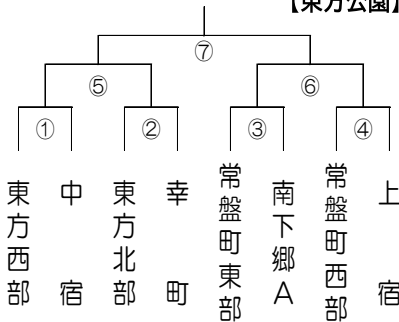 【東方公園】
⑦
⑤
⑥
①
②
③
④
東方西部
中宿
東方北部
幸町
常盤町東部
南下郷A
常盤町西部
上宿